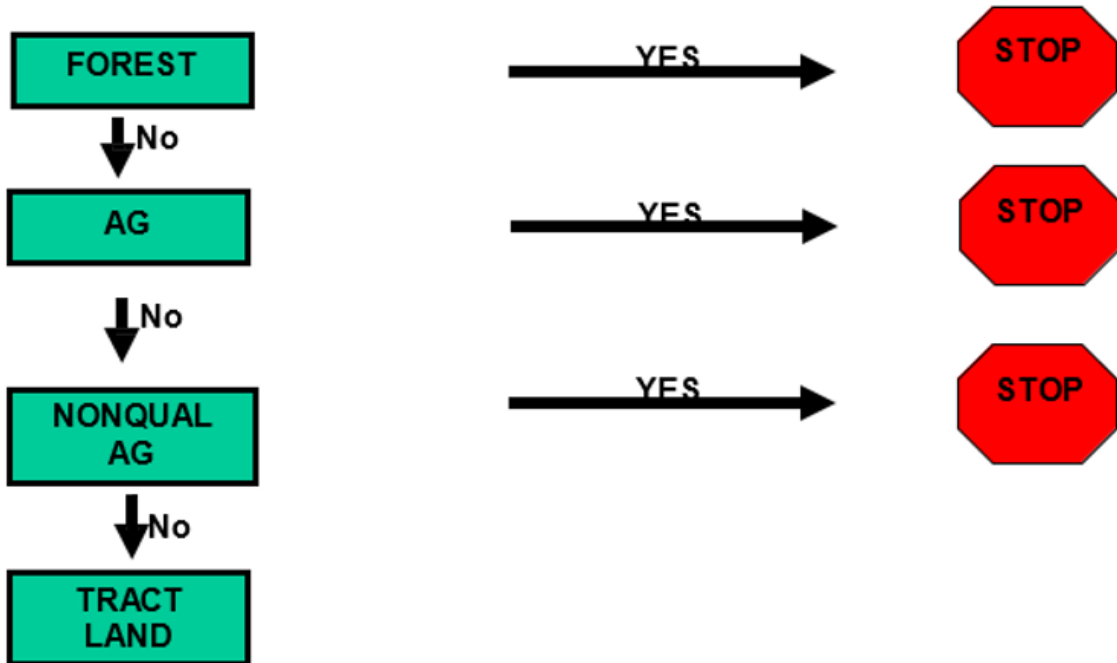 FOREST
YES
STOP
No
AG
YES
STOP
No
NONQUAL
AG
YES
STOP
No
TRACT
LAND